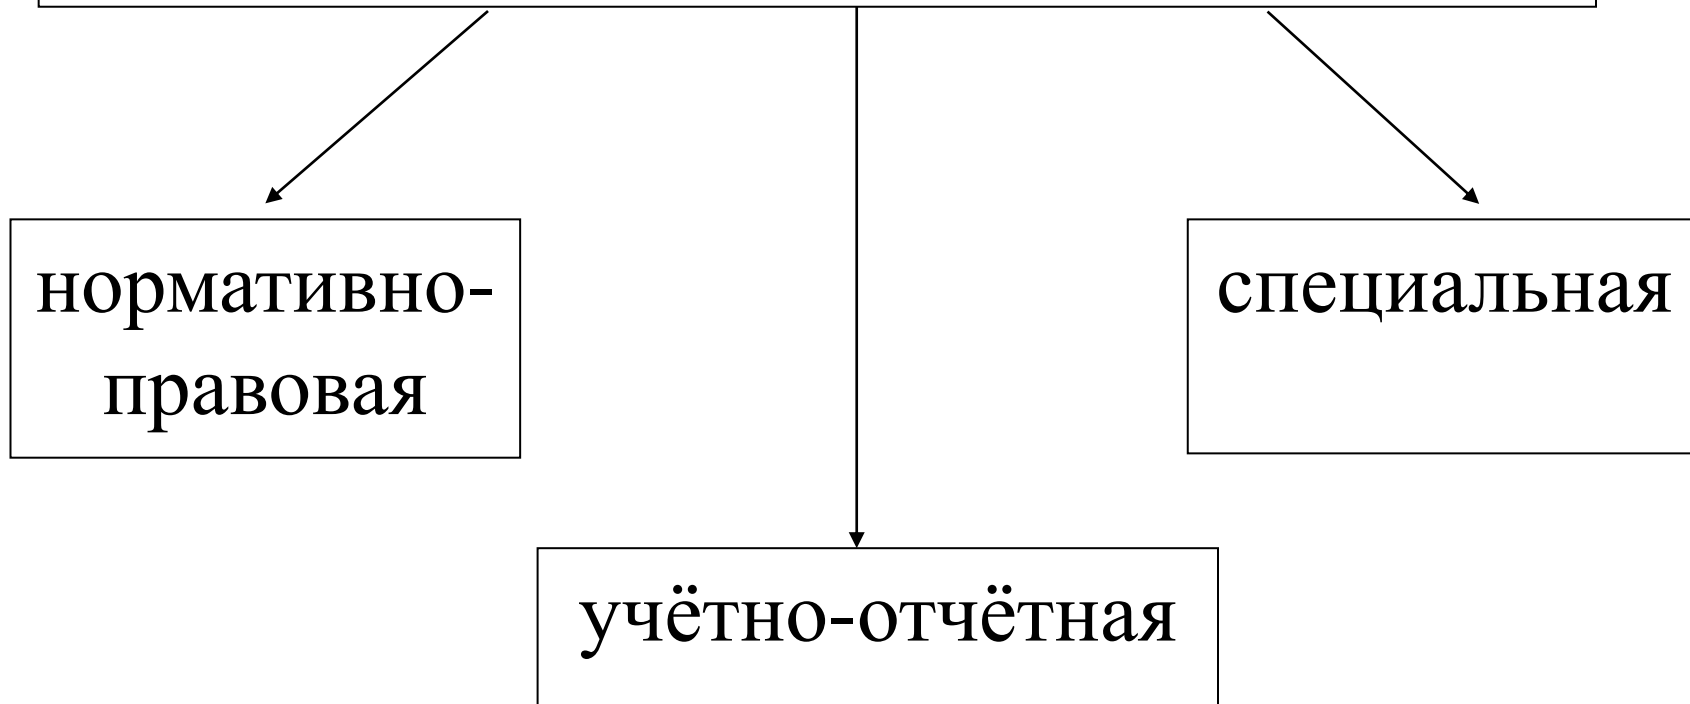 нормативно-
правовая
специальная
учётно-отчётная